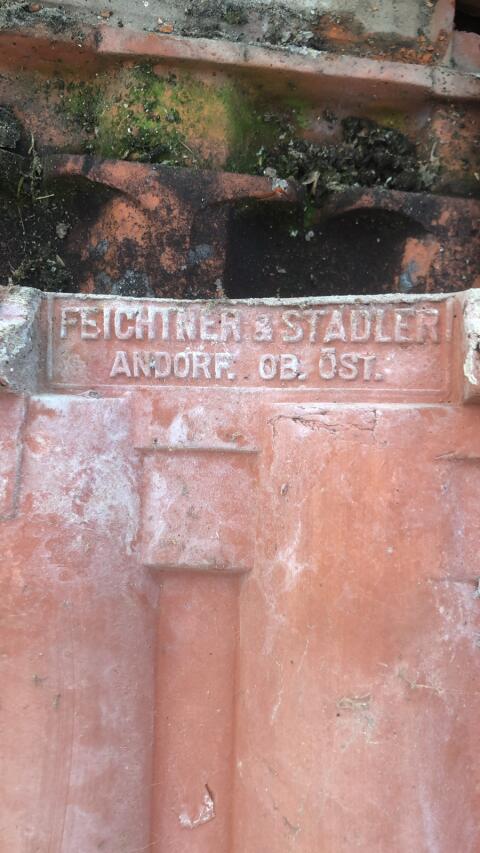 FEICHTNER & STADLER
ANDORF. OB. ÖST.